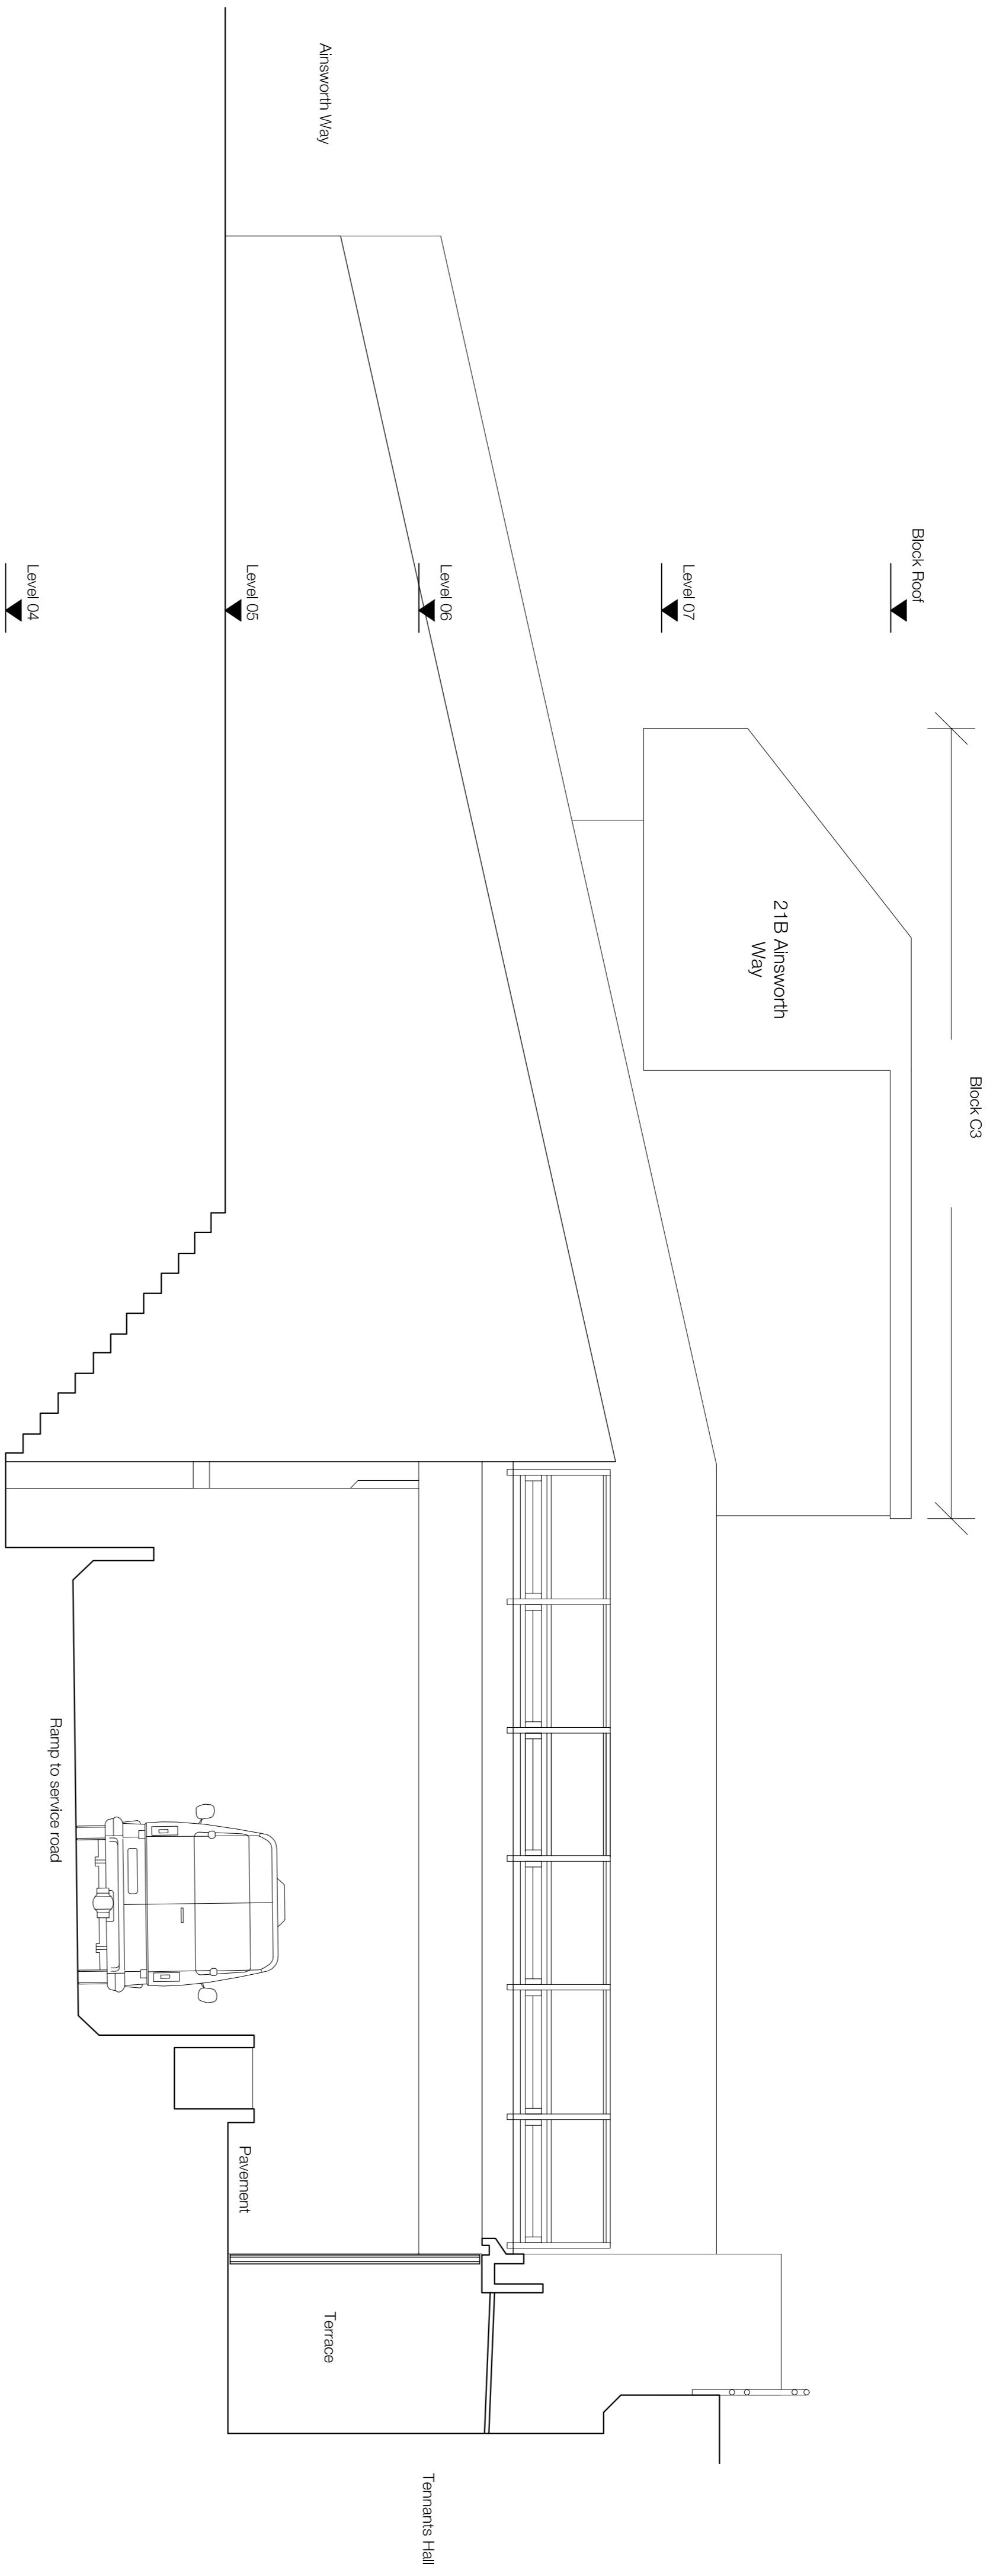 Block C3
Block Roof
21B Ainsworth
Way
Level 07
Level 06
Level 05
Level 04
Ainsworth Way
Ramp to service road
Pavement
Terrace
Tennants Hall